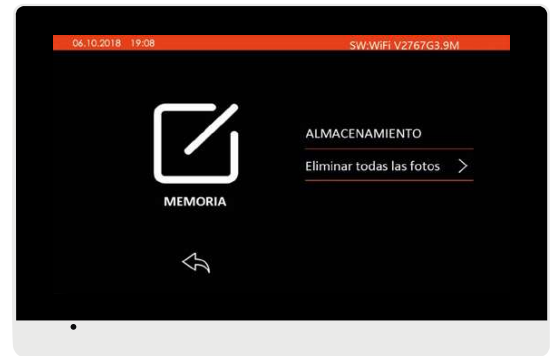 06.10.2018 19:08
SW:WiFi V2767G3.9M
ALMACENAMIENTO
Eliminar todas las fotos
MEMORIA